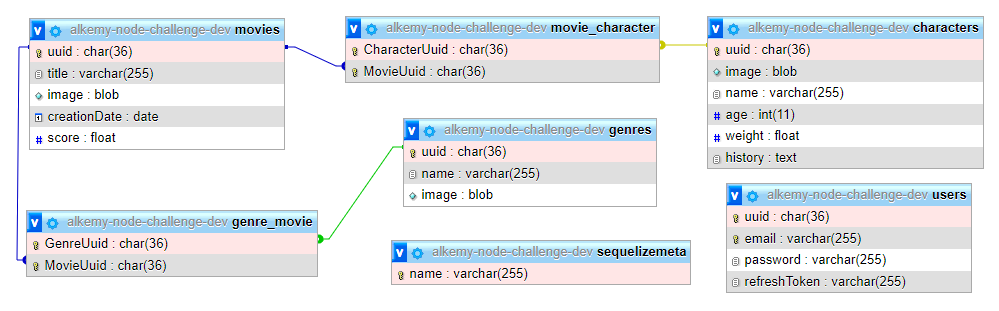 alkemy-node-challenge-dev movies
uuid : char(36)
title : varchar(255)
image : blob
creationDate : date
# score : float
alkemy-node-challenge-dev movie_character
CharacterUuid : char(36)
MovieUuid : char(36)
alkemy-node-challenge-dev characters
uuid : char(36)
image : blob
name : varchar(255)
# age : int(11)
# weight : float
history : text
alkemy-node-challenge-dev genres
uuid : char(36)
name : varchar(255)
image : blob
alkemy-node-challenge-dev users
uuid : char(36)
email : varchar(255)
password : varchar(255)
refreshToken : varchar(255)
alkemy-node-challenge-dev genre_movie
GenreUuid : char(36)
MovieUuid : char(36)
alkemy-node-challenge-dev sequelizemeta
name : varchar(255)